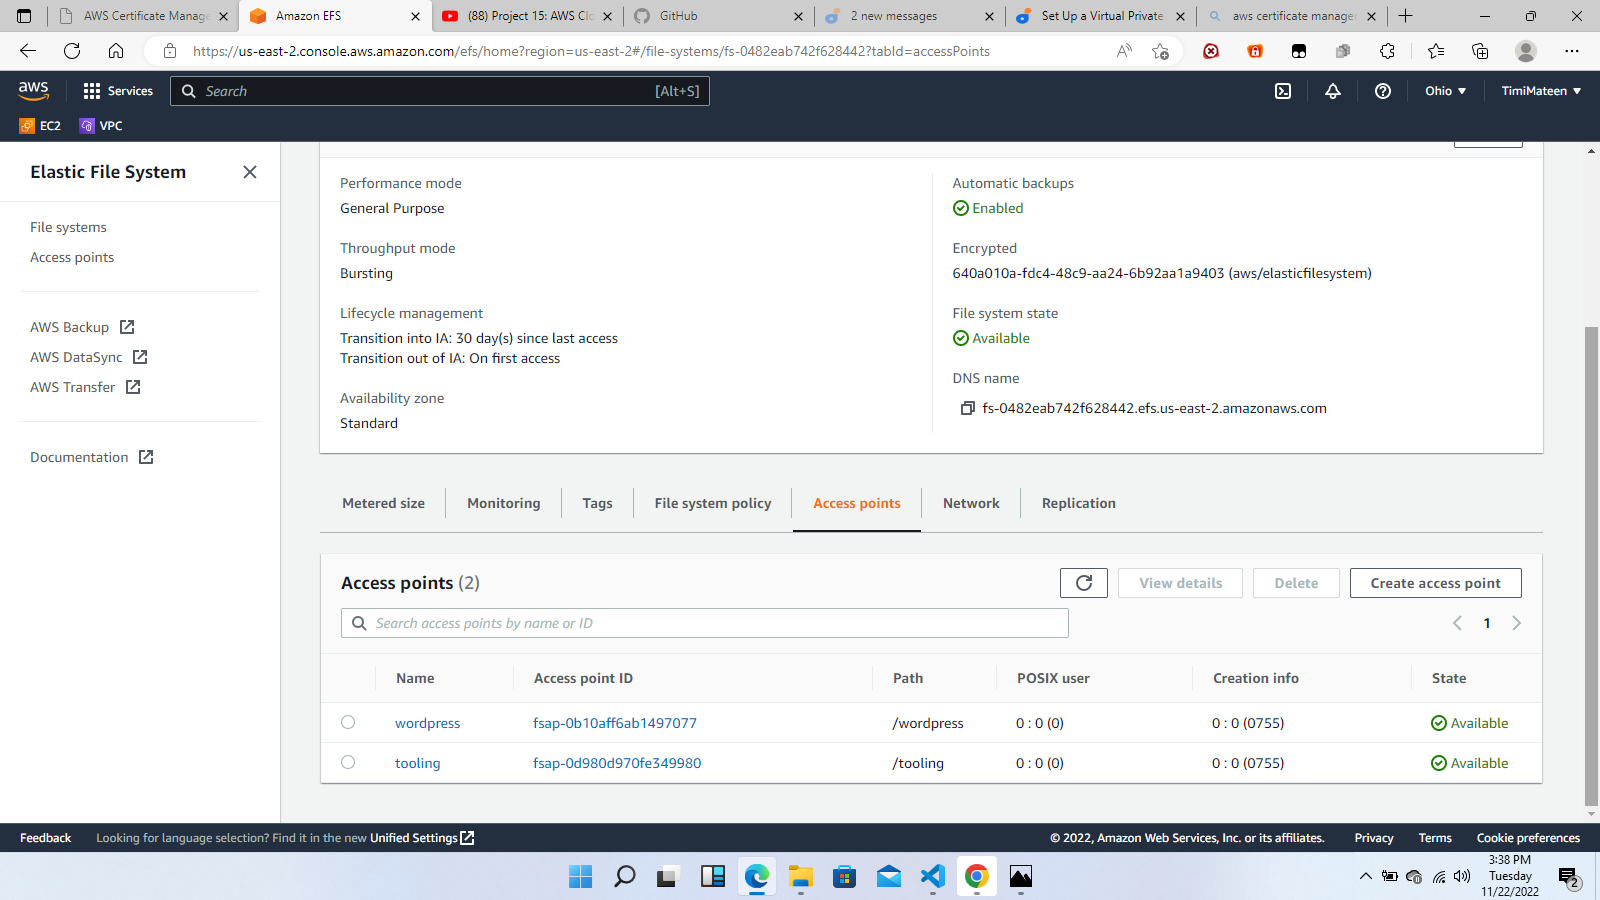 AWS Certificate Manage
Amazon EFS
(88) Project 15: AWS Clo
GitHub
2 new messages
Set Up a Virtual Private
aws certificate manager
https://us-east-2.console.aws.amazon.com/efs/home?region=us-east-2#/file-systems/fs-0482eab742f628442?tabId=accessPoints
aws
Services
Search
[Alt+S]
Ohio
TimiMateen
EC2
VPC
Elastic File System
File systems
Access points
AWS Backup
AWS DataSync
AWS Transfer
Documentation
Performance mode
General Purpose
Throughput mode
Bursting
Lifecycle management
Transition into IA: 30 day(s) since last access
Transition out of IA: On first access
Availability zone
Standard
Automatic backups
Enabled
Encrypted
640a010a-fdc4-48c9-aa24-6b92aa1a9403 (aws/elasticfilesystem)
File system state
Available
DNS name
fs-0482eab742f628442.efs.us-east-2.amazonaws.com
Metered size
Monitoring
Tags
File system policy
Access points
Network
Replication
Access points (2)
View details
Delete
Create access point
Search access points by name or ID
1
Name Access point ID Path POSIX user Creation info State
wordpress fsap-0b10aff6ab1497077 /wordpress 0 : 0 (0) 0 : 0 (0755) Available
tooling fsap-0d980d970fe349980 /tooling 0 : 0 (0) 0 : 0 (0755) Available
Feedback
Looking for language selection? Find it in the new Unified Settings
© 2022, Amazon Web Services, Inc. or its affiliates.
Privacy
Terms
Cookie preferences
3:38 PM
Tuesday
11/22/2022
2